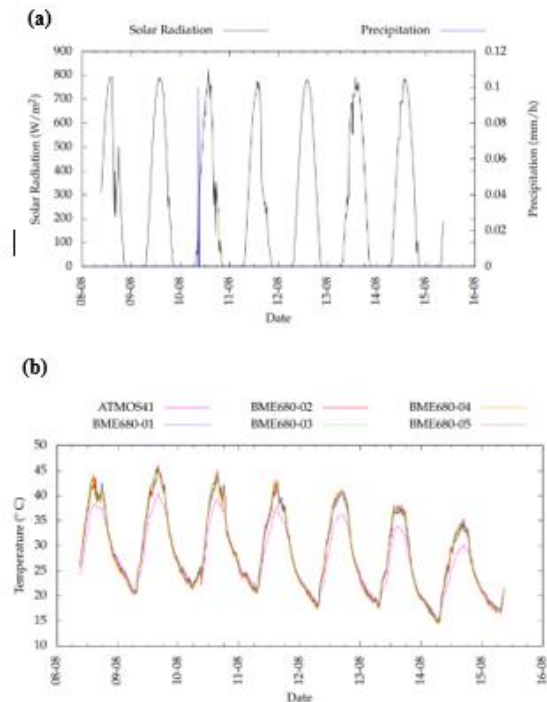 (a)
Solar Radiation Precipitation
900
800
700
600
500
400
300
200
100
0
Solar Radiation (W/m²)
0.12
0.1
0.08
0.06
0.04
0.02
0
Precipitation (mm/h)
08-08 09-08 10-08 11-08 12-08 13-08 14-08 15-08 16-08
Date
(b)
ATMOS41 BME680-02 BME680-04
BME680-01 BME680-03 BME680-05
50
45
40
35
30
25
20
15
10
Temperature (° C)
08-08 09-08 10-08 11-08 12-08 13-08 14-08 15-08 16-08
Date